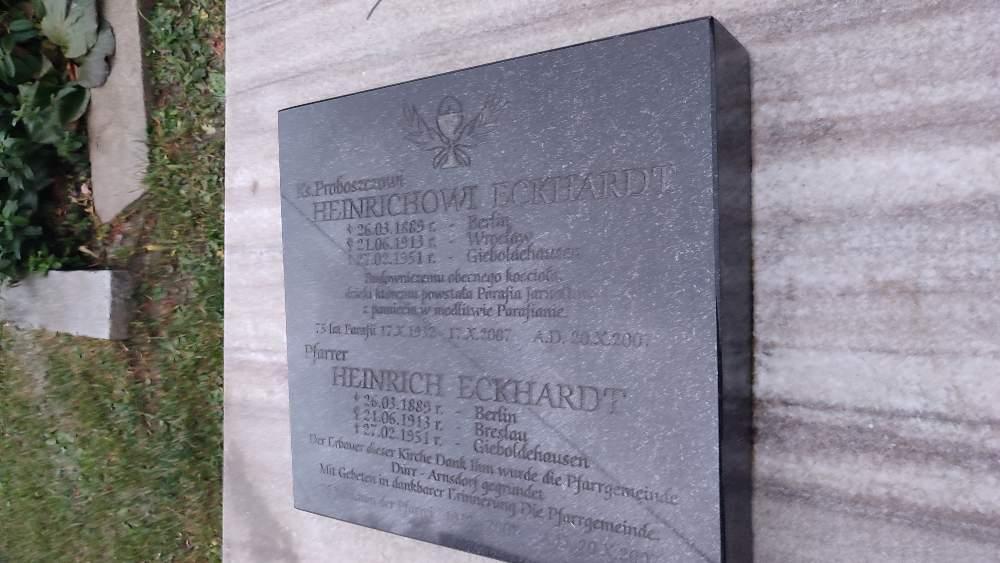 Ks. Proboszczowi
HEINRICHOWI ECKHARDT
* 26.03.1889 r. - Berlin
21.06.1913 r. - Wrocław
† 27.02.1951 r. - Gieboldehausen
Budowniczemu obecnego kościoła,
dzięki któremu powstała Parafia
z pamięcią w modlitwie Parafianie.
75 lat Parafii 17.X.1932 - 17.X.2007 A.D. 20.X.2007
Pfarrer
HEINRICH ECKHARDT
* 26.03.1889 r. - Berlin
21.06.1913 r. - Breslau
† 27.02.1951 r. - Gieboldehausen
Der Erbauer dieser Kirche Dank Ihm wurde die Pfarrgemeinde
Dürr - Arnsdorf gegründet
Mit Gebeten in dankbarer Erinnerung Die Pfarrgemeinde.
der 20.X.200